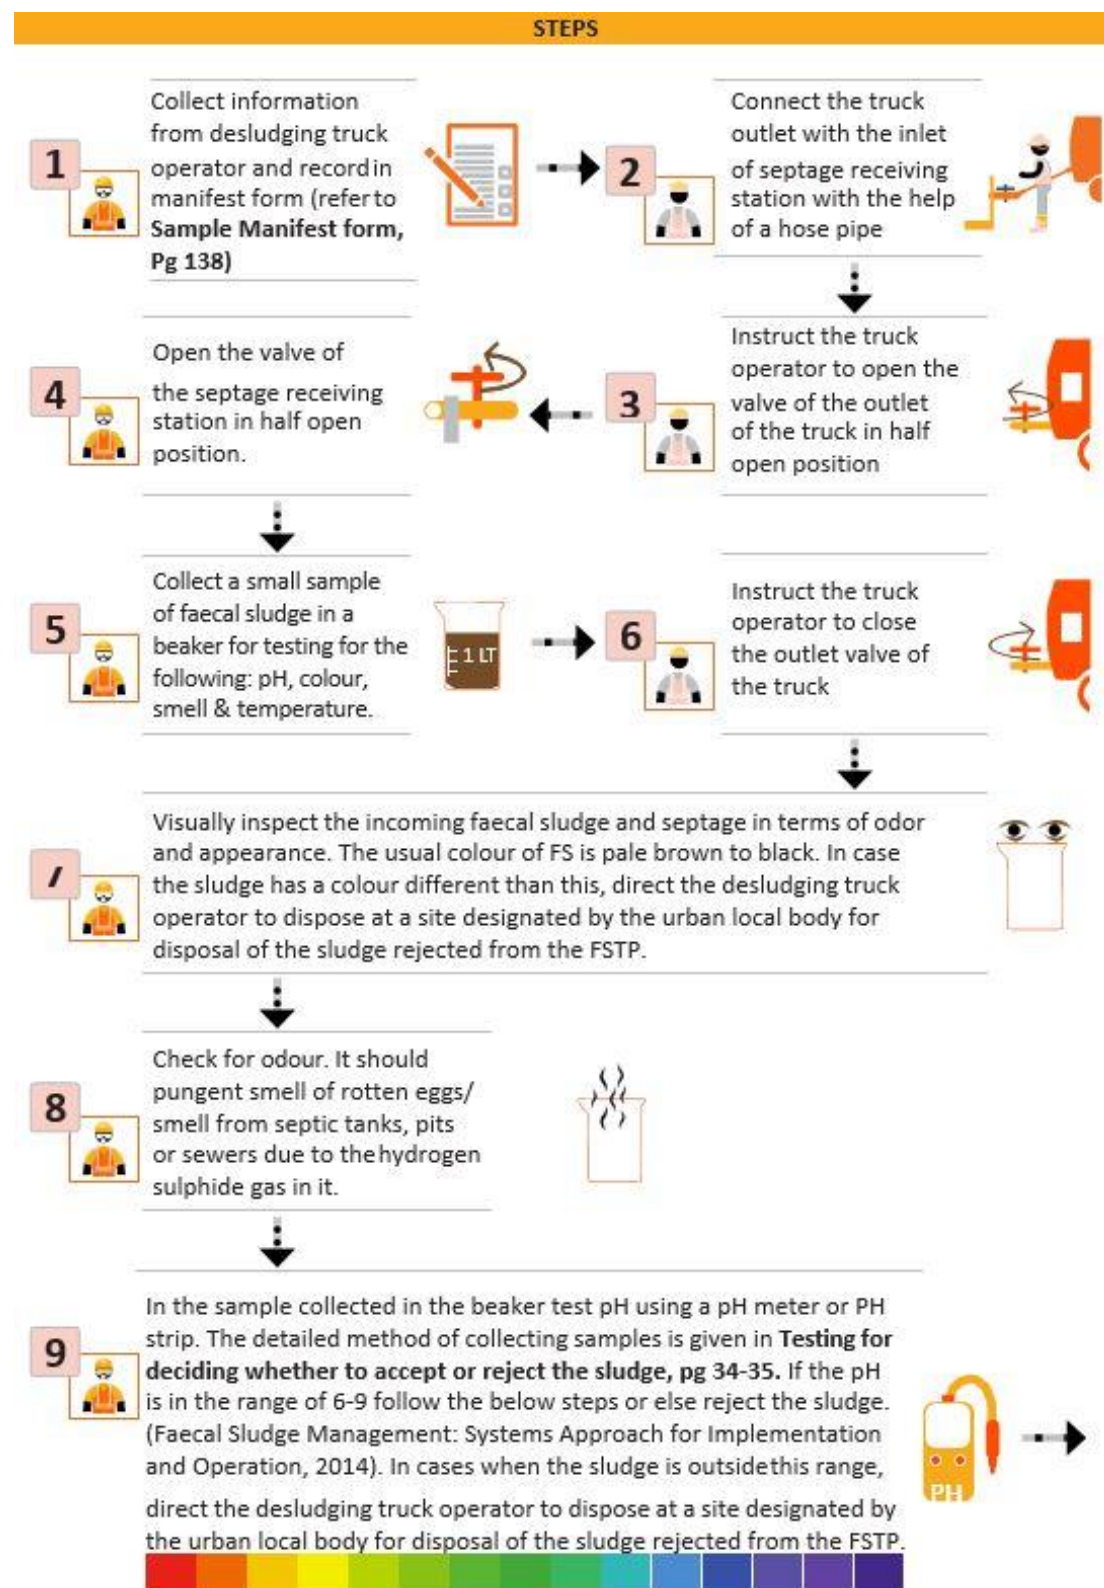 STEPS
1
Collect information
from desludging truck
operator and record in
manifest form (refer to
Sample Manifest form,
Pg 138)
2
Connect the truck
outlet with the inlet
of septage receiving
station with the help
of a hose pipe
3
Instruct the truck
operator to open the
valve of the outlet
of the truck in half
open position
4
Open the valve of
the septage receiving
station in half open
position.
5
Collect a small sample
of faecal sludge in a
beaker for testing for the
following: pH, colour,
smell & temperature.
1 LT
6
Instruct the truck
operator to close
the outlet valve of
the truck
7
Visually inspect the incoming faecal sludge and septage in terms of odor
and appearance. The usual colour of FS is pale brown to black. In case
the sludge has a colour different than this, direct the desludging truck
operator to dispose at a site designated by the urban local body for
disposal of the sludge rejected from the FSTP.
8
Check for odour. It should
pungent smell of rotten eggs/
smell from septic tanks, pits
or sewers due to the hydrogen
sulphide gas in it.
9
In the sample collected in the beaker test pH using a pH meter or PH
strip. The detailed method of collecting samples is given in Testing for
deciding whether to accept or reject the sludge, pg 34-35. If the pH
is in the range of 6-9 follow the below steps or else reject the sludge.
(Faecal Sludge Management: Systems Approach for Implementation
and Operation, 2014). In cases when the sludge is outside this range,
direct the desludging truck operator to dispose at a site designated by
the urban local body for disposal of the sludge rejected from the FSTP.
PH